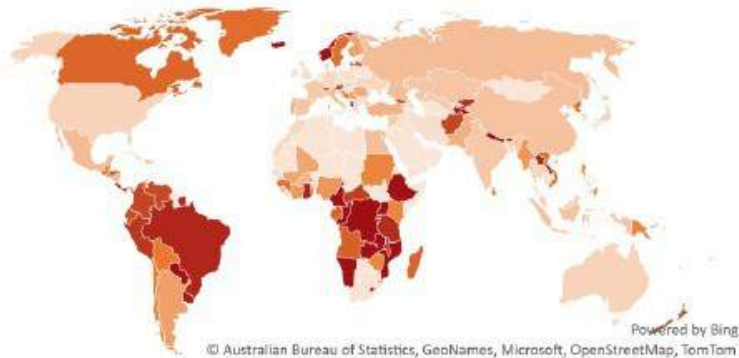 Powered by Bing
© Australian Bureau of Statistics, GeoNames, Microsoft, OpenStreetMap, TomTom